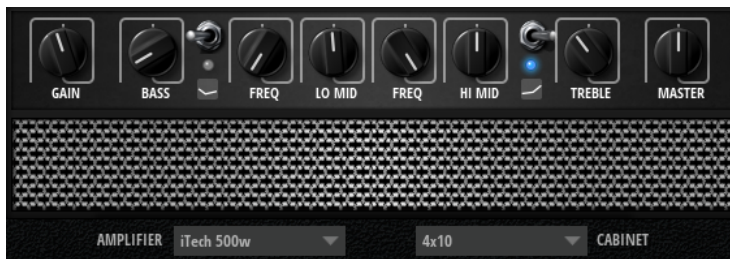 GAIN BASS FREQ LO MID FREQ HI MID TREBLE MASTER
AMPLIFIER iTech 500w 4x10 CABINET